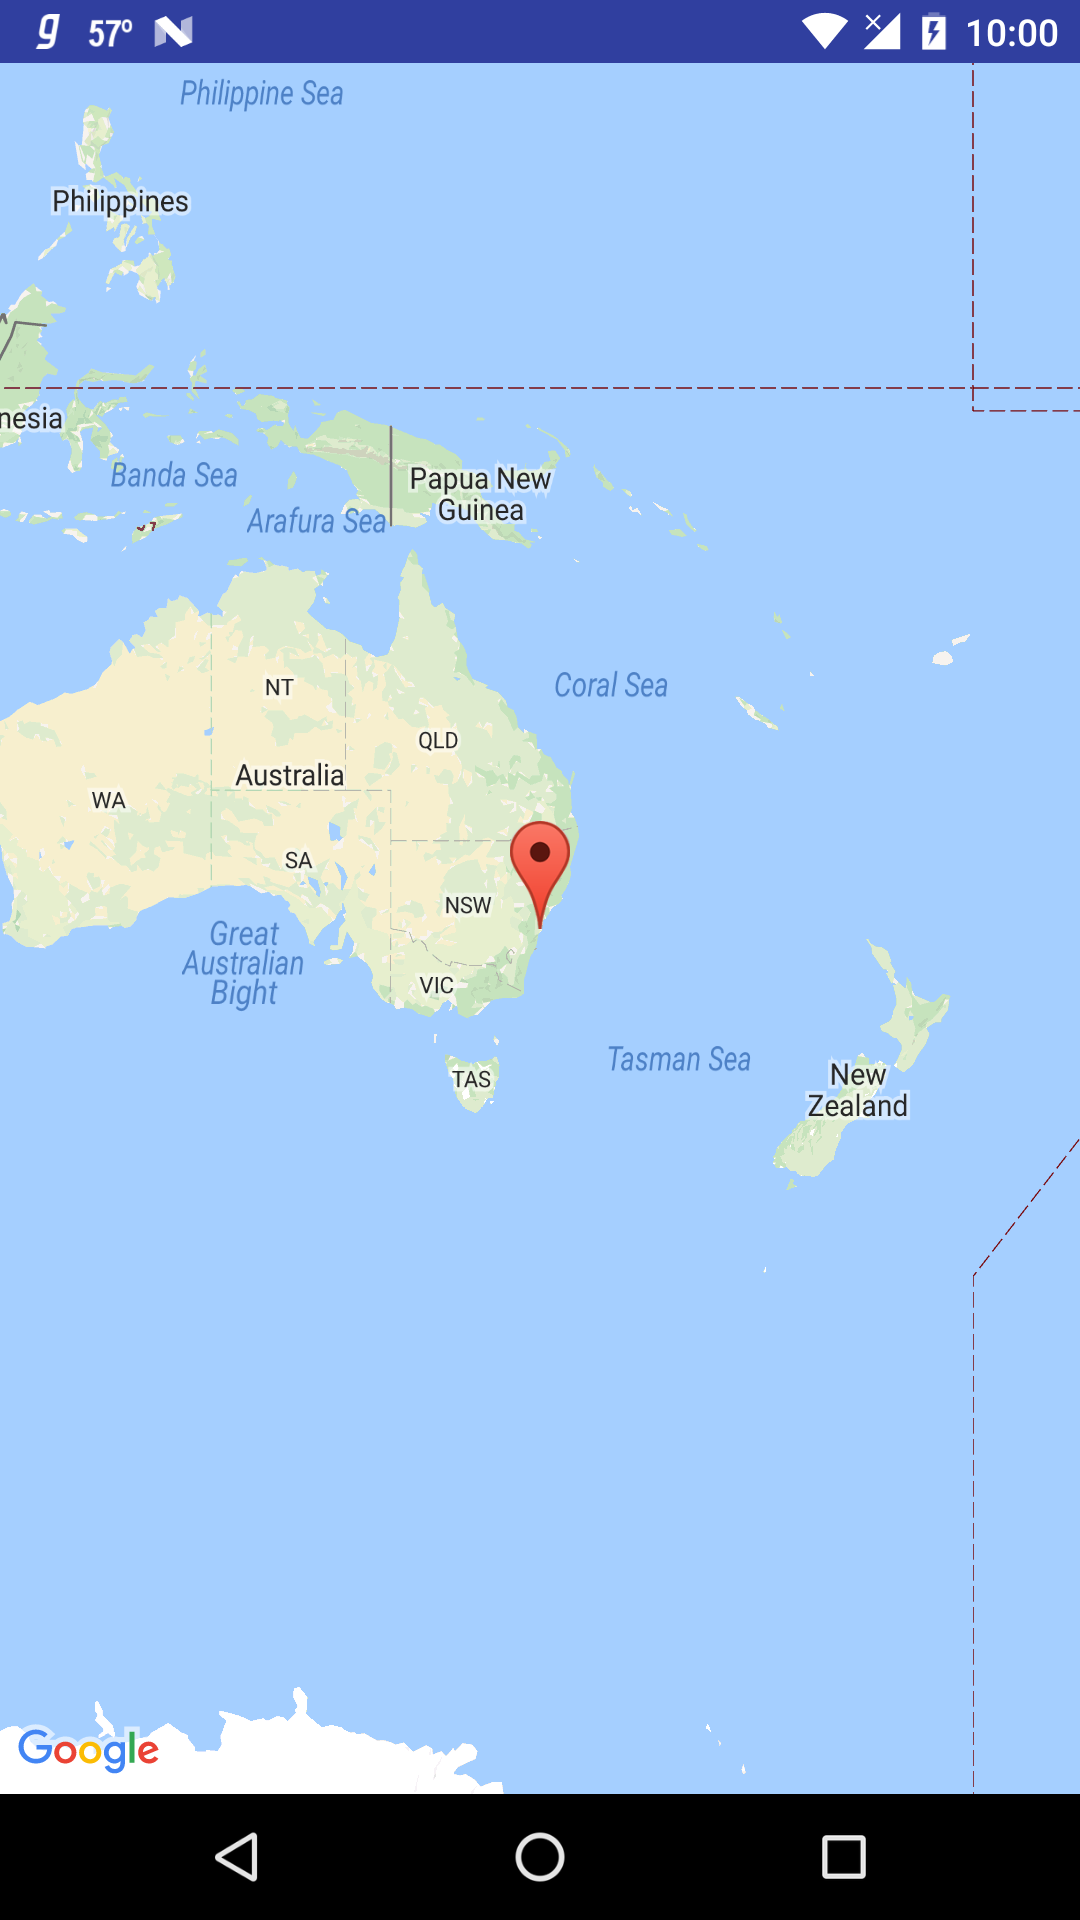 g 57° N 10:00
Philippine Sea
Philippines
nesia
Banda Sea
Papua New
Guinea
Arafura Sea
NT
Coral Sea
QLD
Australia
WA
SA
NSW
Great
Australian
Bight
VIC
Tasman Sea
TAS
New
Zealand
Google